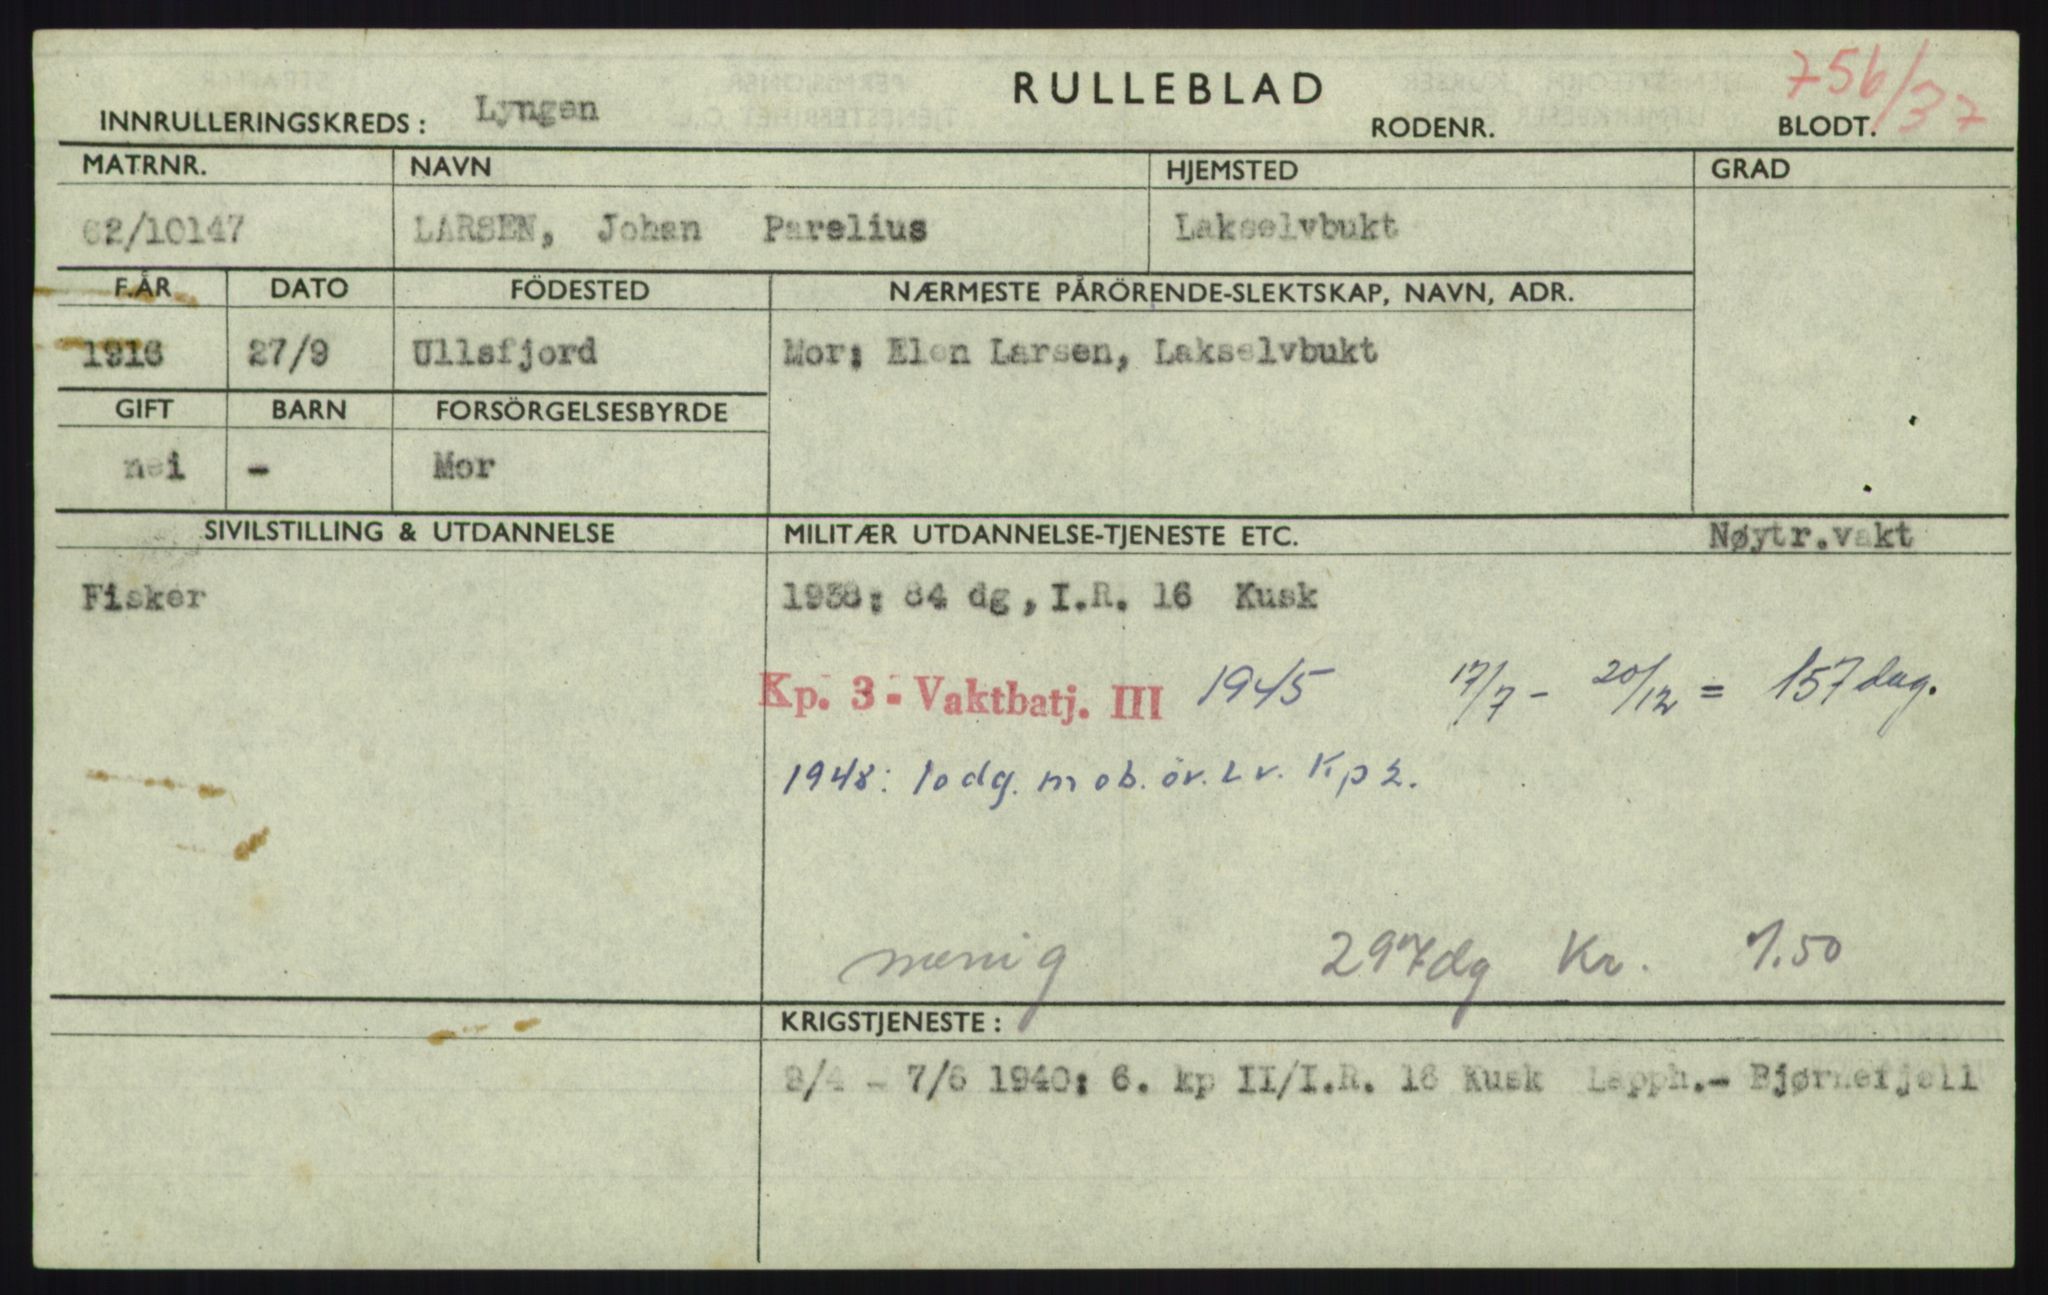 RULLEBLAD
756/37
INNRULLERINGSKREDS: Lyngen
RODENR. BLODT.
MATRNR. NAVN HJEMSTED GRAD
62/10147 LARSEN, Johan Parelius Lakselvbukt
F.ÅR DATO FÖDESTED NÆRMESTE PÅRÖRENDE-SLEKTSKAP, NAVN, ADR.
1916 27/9 Ullsfjord Mor: Elen Larsen, Lakselvbukt
GIFT BARN FORSÖRGELSESBYRDE
nei - Mor
SIVILSTILLING & UTDANNELSE MILITÆR UTDANNELSE-TJENESTE ETC. Nøytr.vakt
Fisker 1938: 84 dg, I.R. 16 Kusk
Kp. 3 - Vaktbatj. III 1945 17/7 - 20/12 = 157 dag.
1948: 10 dg. mob. öv. Lv. Kp 2.
menig 297 dg Kr. 7.50
KRIGSTJENESTE:
9/4 - 7/6 1940: 6. kp II/I.R. 16 Kusk Lapph.- Bjørnefjell